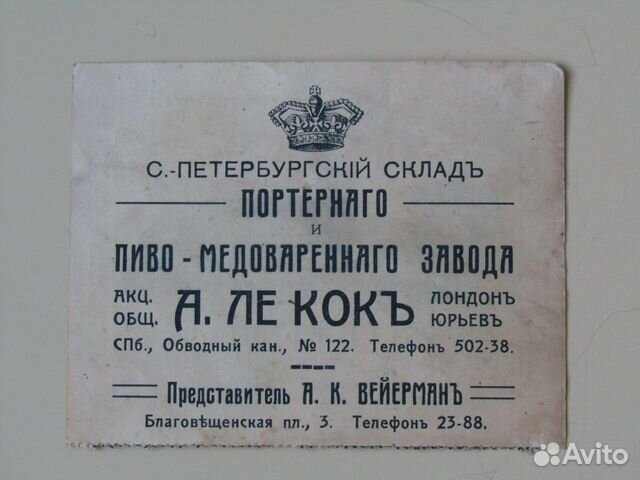 С.-ПЕТЕРБУРГСКІЙ СКЛАДЪ
ПОРТЕРНАГО
И
ПИВО - МЕДОВАРЕННАГО ЗАВОДА
АКЦ. ОБЩ. А. ЛЕ КОКЪ ЛОНДОНЪ ЮРЬЕВЪ
СПб., Обводный кан., № 122. Телефонъ 502-38.
Представитель А. К. ВЕЙЕРМАНЪ
Благовѣщенская пл., 3. Телефонъ 23-88.
Avito